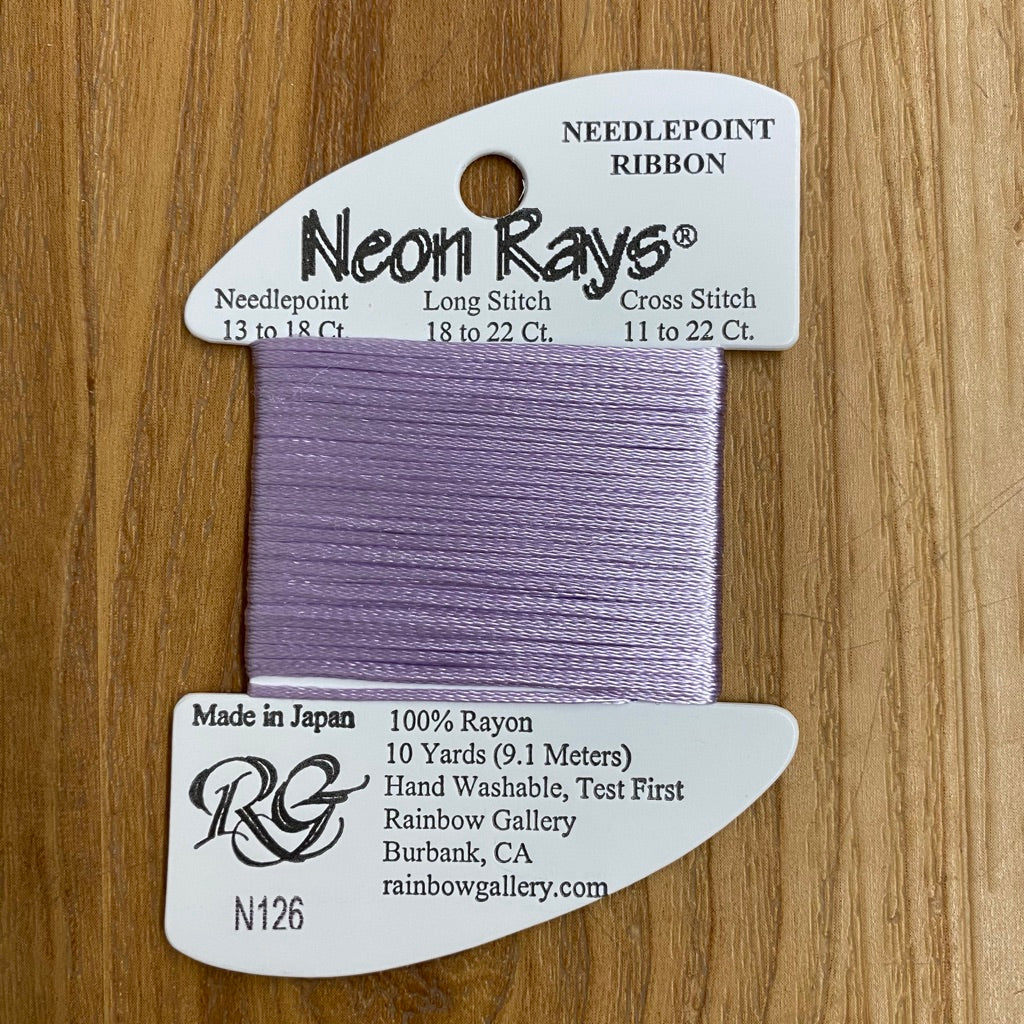 NEEDLEPOINT
RIBBON
Neon Rays®
Needlepoint Long Stitch Cross Stitch
13 to 18 Ct. 18 to 22 Ct. 11 to 22 Ct.
Made in Japan
100% Rayon
10 Yards (9.1 Meters)
Hand Washable, Test First
Rainbow Gallery
Burbank, CA
rainbowgallery.com
RG
N126